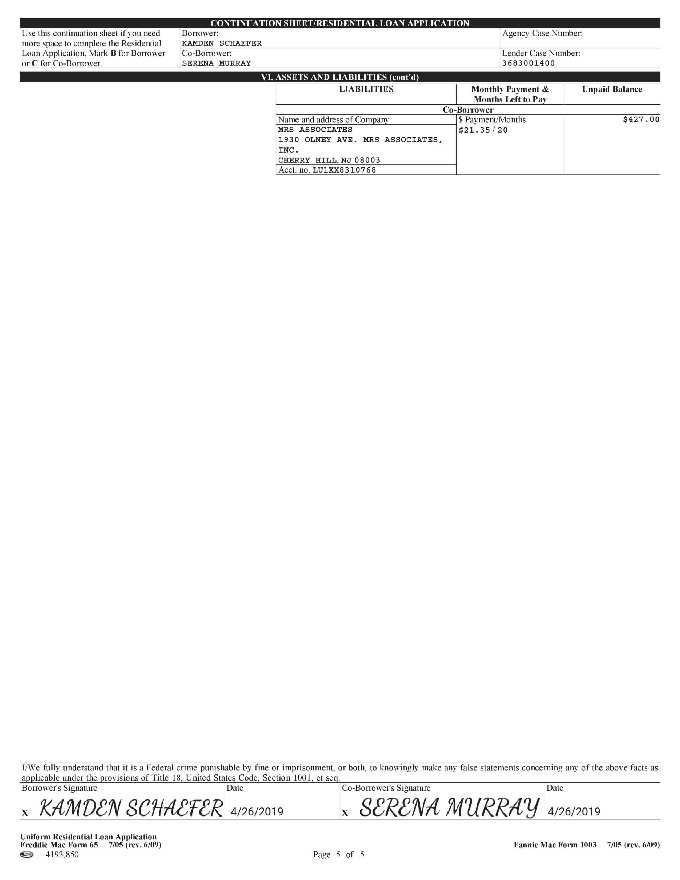 CONTINUATION SHEET/RESIDENTIAL LOAN APPLICATION
Use this continuation sheet if you need
more space to complete the Residential
Loan Application. Mark B for Borrower
or C for Co-Borrower
Borrower:
KAMDEN SCHAEFER
Agency Case Number:
Co-Borrower:
SERENA MURRAY
Lender Case Number:
3683001400
VI. ASSETS AND LIABILITIES (cont'd)
LIABILITIES
Monthly Payment &
Months Left to Pay
Unpaid Balance
Co-Borrower
Name and address of Company
$ Payment/Months
$427.00
MRS ASSOCIATES
$21.35/20
1930 OLNEY AVE. MRS ASSOCIATES,
INC.
CHERRY HILL, NJ 08003
Acct. no. LU1XX8310768
I/We fully understand that it is a Federal crime punishable by fine or imprisonment, or both, to knowingly make any false statements concerning any of the above facts as
applicable under the provisions of Title 18, United States Code, Section 1001, et seq.
Borrower's Signature Date
x KAMDEN SCHAEFER 4/26/2019
Co-Borrower's Signature Date
x SERENA MURRAY 4/26/2019
Uniform Residential Loan Application
Freddie Mac Form 65 7/05 (rev. 6/09)
4193,850
Page 5 of 5
Fannie Mae Form 1003 7/05 (rev. 6/09)